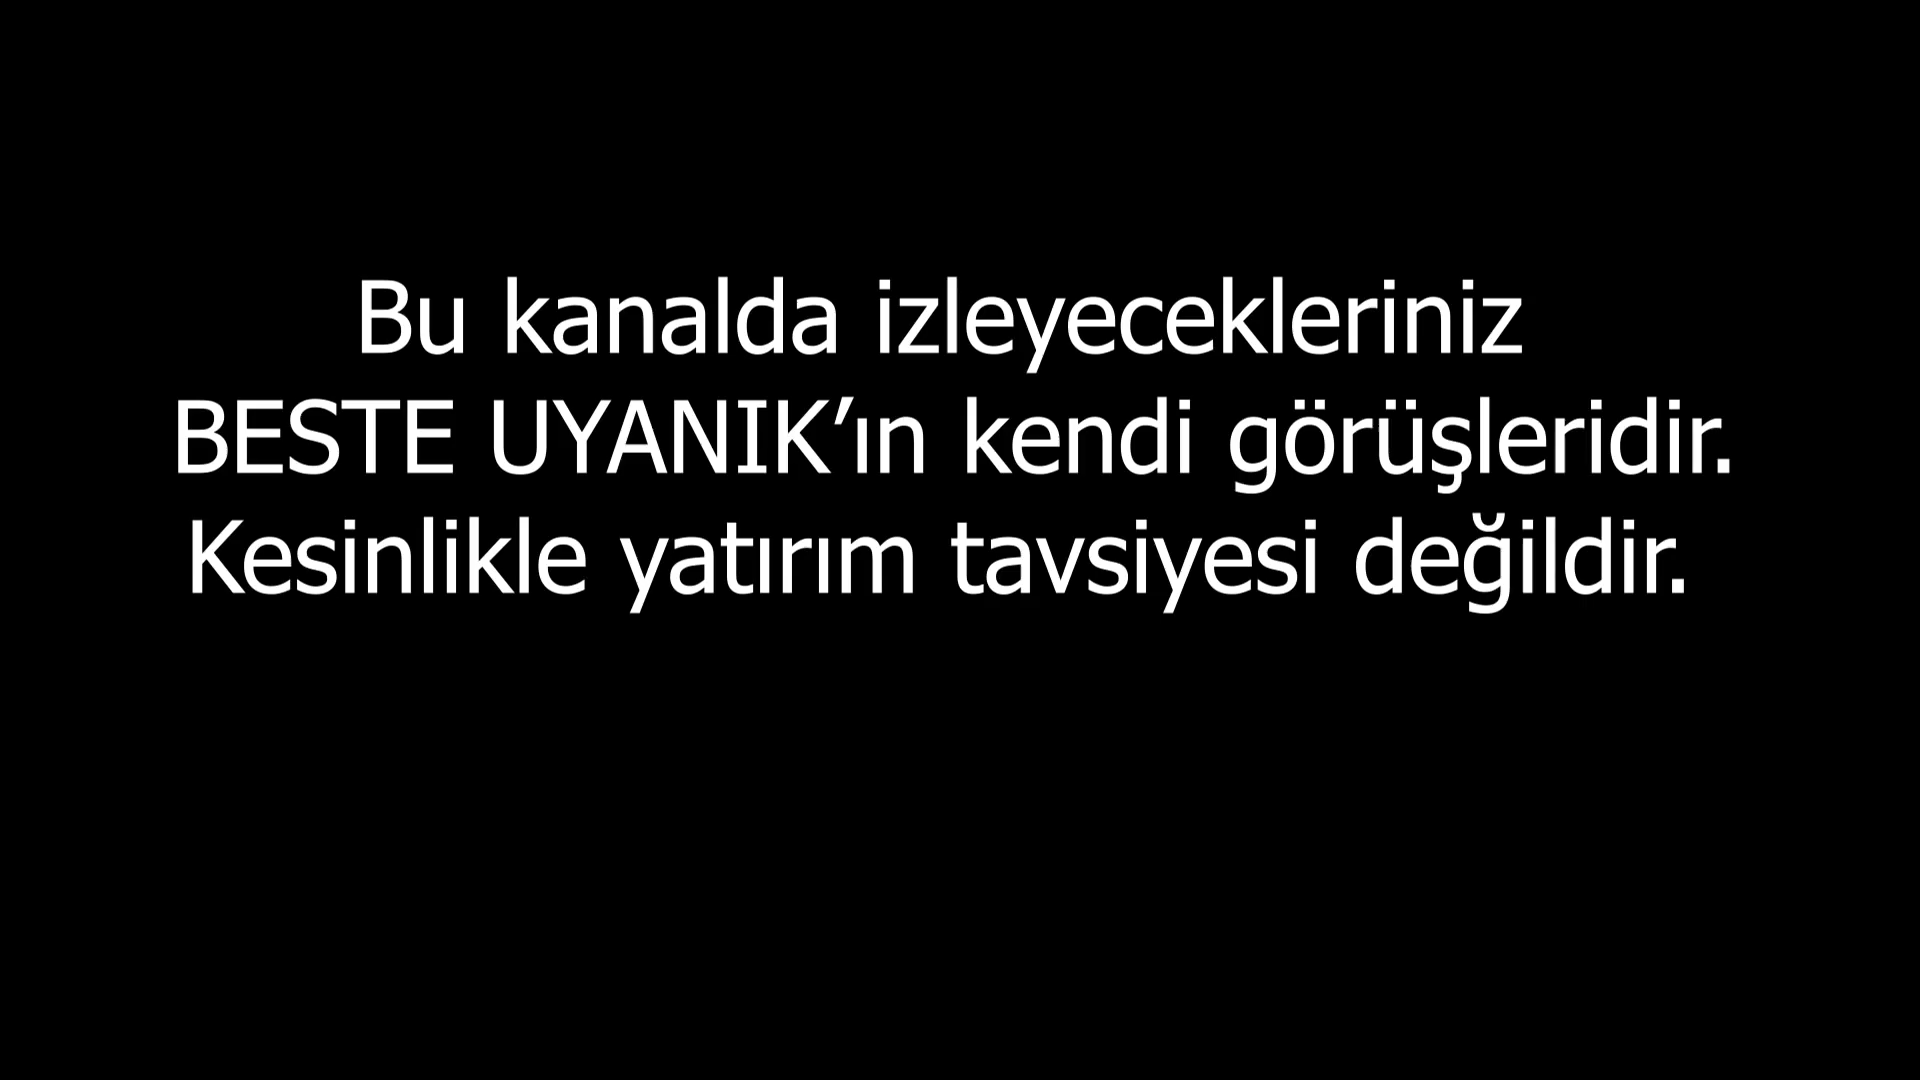 Bu kanalda izleyecekleriniz
BESTE UYANIK’ın kendi görüşleridir.
Kesinlikle yatırım tavsiyesi değildir.